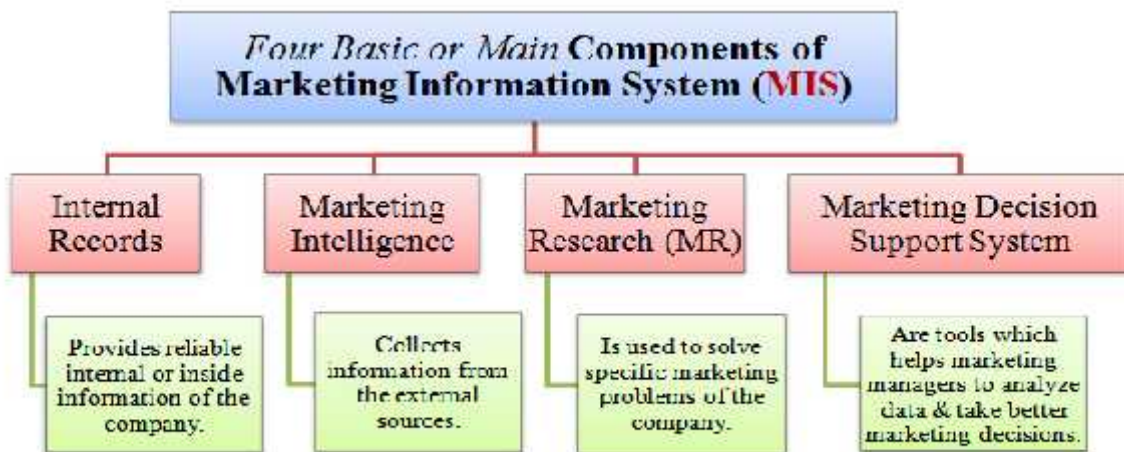 Four Basic or Main Components of
Marketing Information System (MIS)
Internal
Records
Marketing
Intelligence
Marketing
Research (MR)
Marketing Decision
Support System
Provides reliable
internal or inside
information of the
company.
Collects
information from
the external
sources.
Is used to solve
specific marketing
problems of the
company.
Are tools which
helps marketing
managers to analyze
data & take better
marketing decisions.